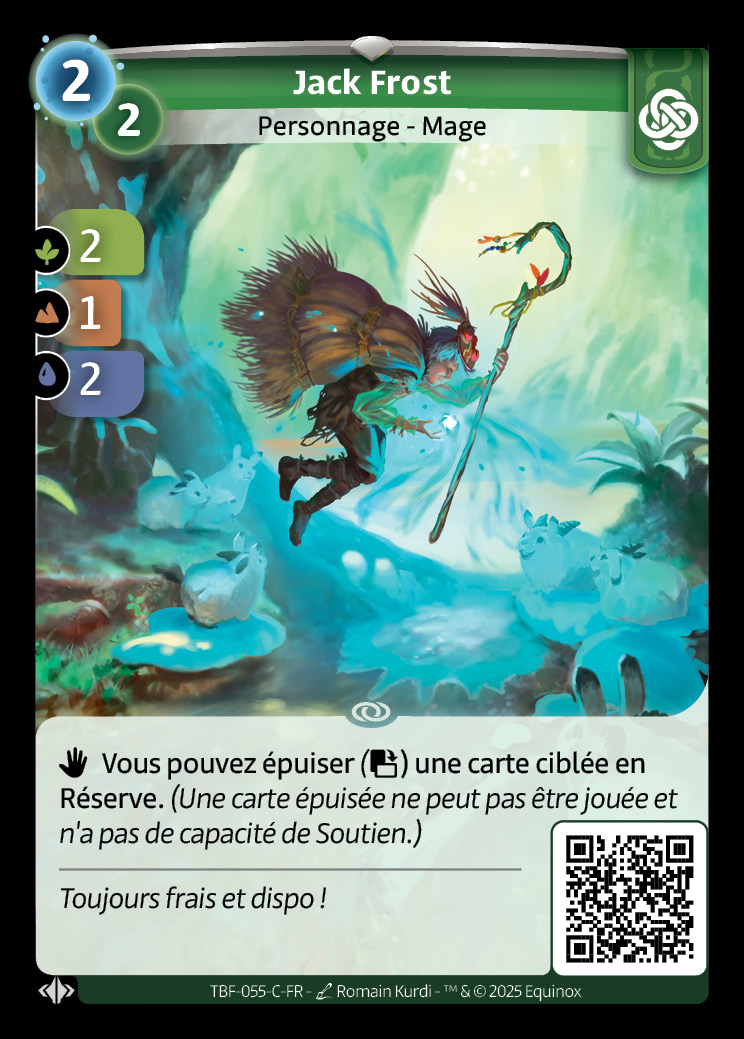 2
Jack Frost
2
Personnage - Mage
2
1
2
Vous pouvez épuiser () une carte ciblée en
Réserve. (Une carte épuisée ne peut pas être jouée et
n'a pas de capacité de Soutien.)
Toujours frais et dispo !
TBF-055-C-FR - Romain Kurdi - ™ & © 2025 Equinox